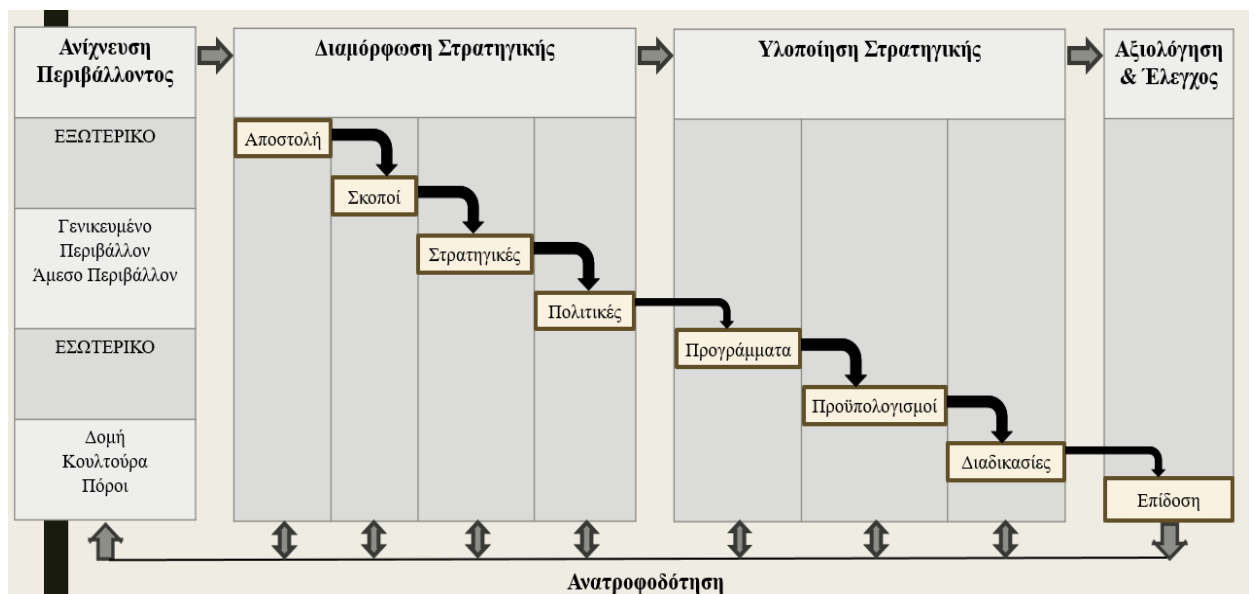 Ανίχνευση
Περιβάλλοντος
Διαμόρφωση Στρατηγικής
Υλοποίηση Στρατηγικής
Αξιολόγηση
& Έλεγχος
ΕΞΩΤΕΡΙΚΟ
Γενικευμένο
Περιβάλλον
Άμεσο Περιβάλλον
ΕΣΩΤΕΡΙΚΟ
Δομή
Κουλτούρα
Πόροι
Αποστολή
Σκοποί
Στρατηγικές
Πολιτικές
Προγράμματα
Προϋπολογισμοί
Διαδικασίες
Επίδοση
Ανατροφοδότηση